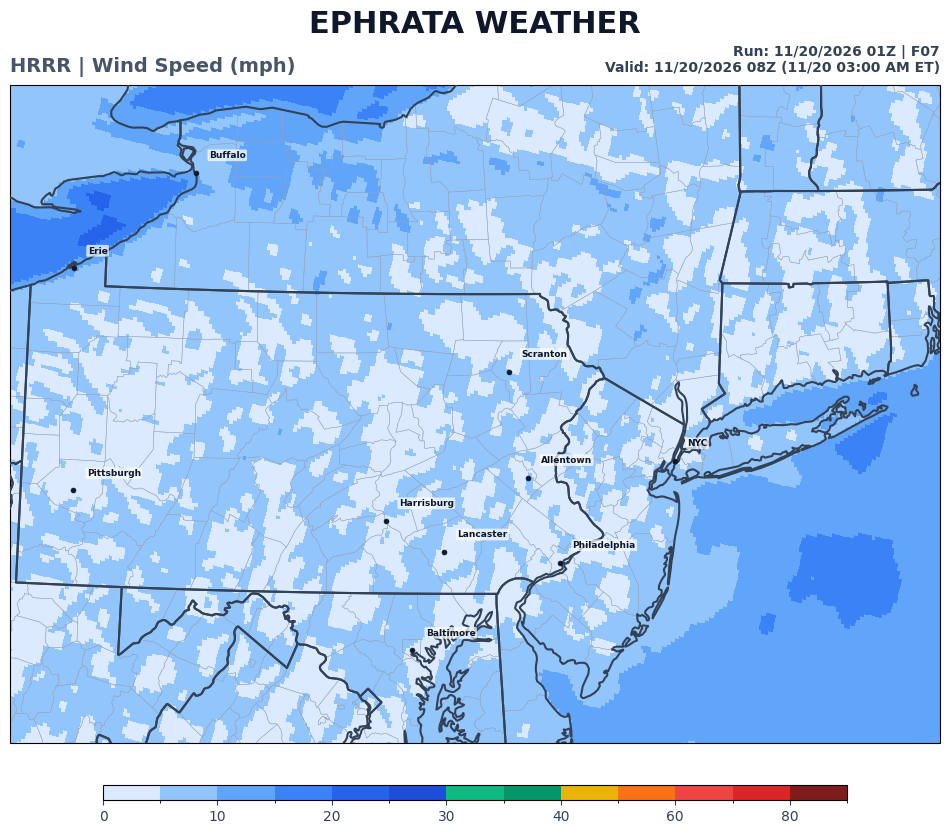 EPHRATA WEATHER
HRRR | Wind Speed (mph)
Run: 11/20/2026 01Z | F07
Valid: 11/20/2026 08Z (11/20 03:00 AM ET)
Buffalo
Erie
Scranton
NYC
Allentown
Pittsburgh
Harrisburg
Lancaster
Philadelphia
Baltimore
0 10 20 30 40 60 80